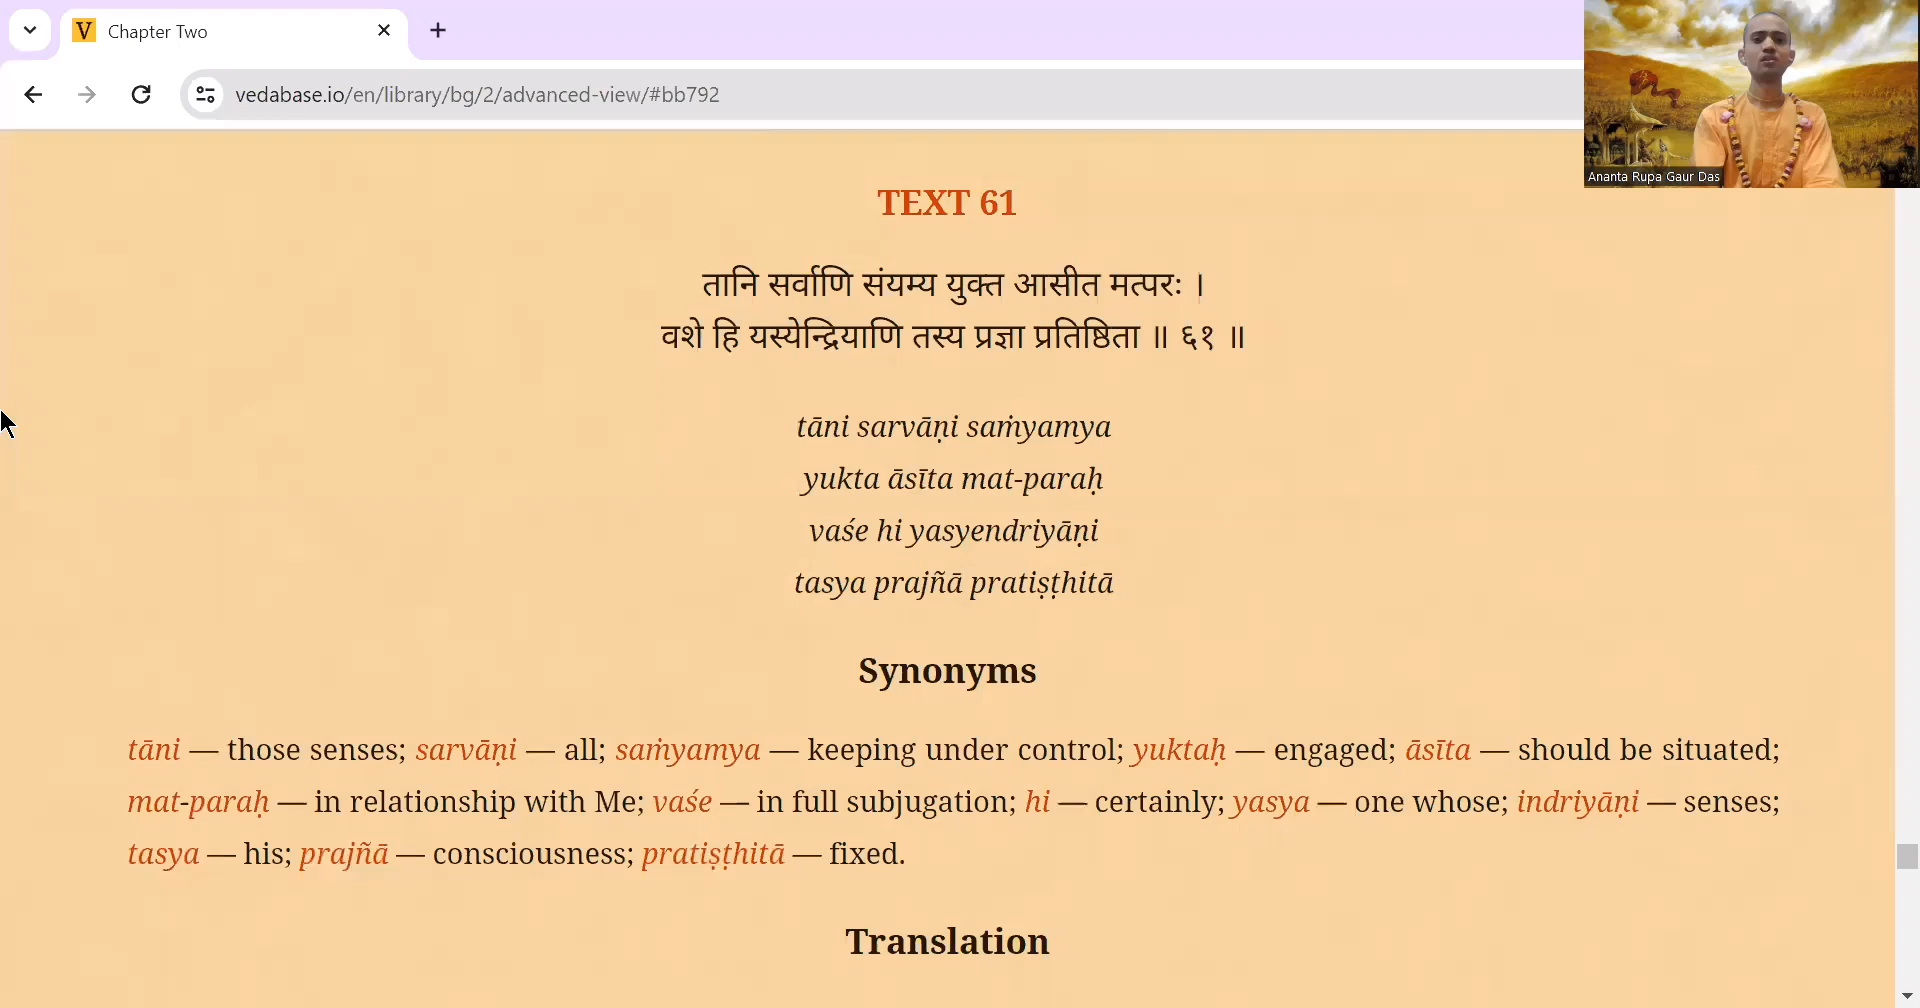 V Chapter Two
vedabase.io/en/library/bg/2/advanced-view/#bb792
Ananta Rupa Gaur Das
TEXT 61
तानि सर्वाणि संयम्य युक्त आसीत मत्परः ।
वशे हि यस्येन्द्रियाणि तस्य प्रज्ञा प्रतिष्ठिता ॥ ६१ ॥
tāni sarvāṇi saṁyamya
yukta āsīta mat-paraḥ
vaśe hi yasyendriyāṇi
tasya prajñā pratiṣṭhitā
Synonyms
tāni — those senses; sarvāṇi — all; saṁyamya — keeping under control; yuktaḥ — engaged; āsīta — should be situated;
mat-paraḥ — in relationship with Me; vaśe — in full subjugation; hi — certainly; yasya — one whose; indriyāṇi — senses;
tasya — his; prajñā — consciousness; pratiṣṭhitā — fixed.
Translation